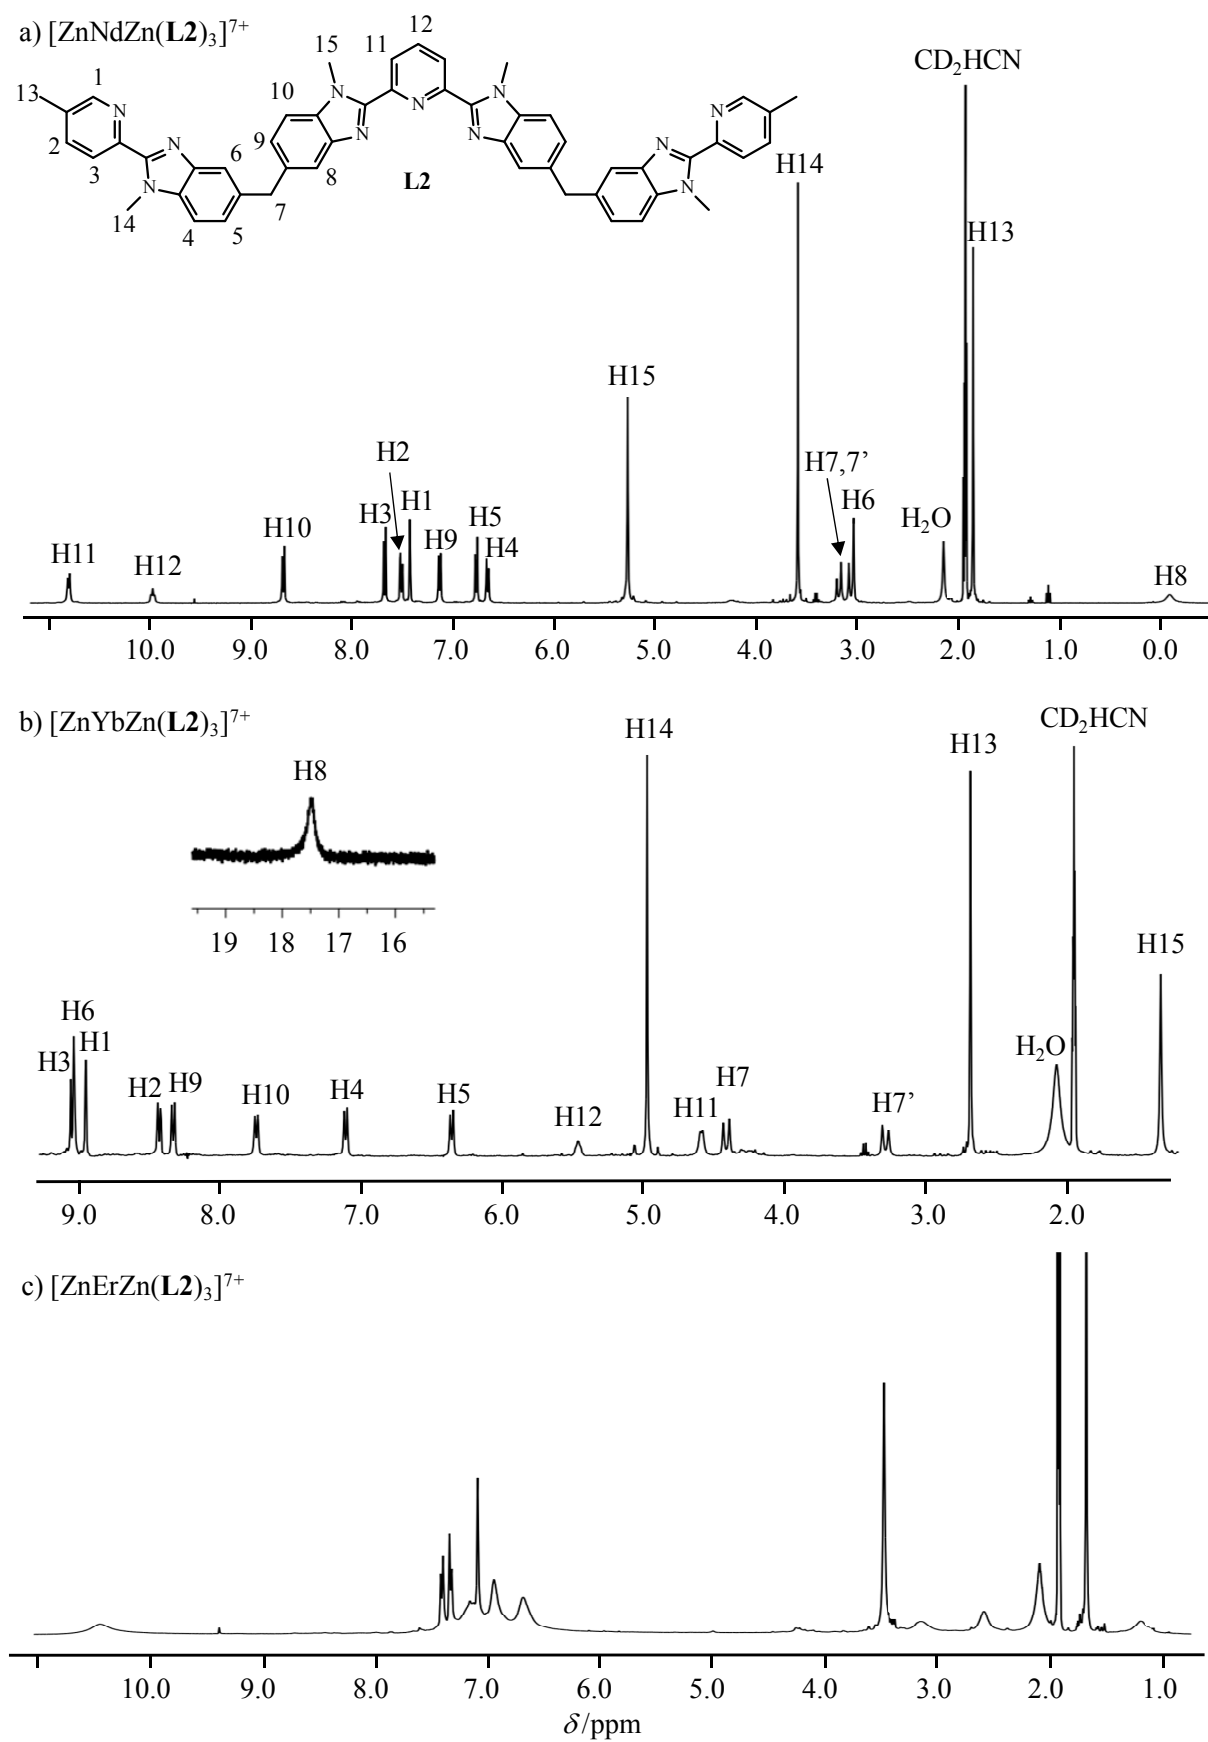 a) [ZnNdZn(L2)₃]⁷⁺
12
11
15
CD₂HCN
1
13
N
N
10
N
N
N
N
N
N
9
2
3
N
6
8
L2
N
N
N
14
4
5
7
H14
H13
H15
H2
H7,7’
H6
H3
H1
H10
H9
H5
H4
H2O
H11
H12
H8
10.0 9.0 8.0 7.0 6.0 5.0 4.0 3.0 2.0 1.0 0.0
b) [ZnYbZn(L2)₃]⁷⁺
H14
CD₂HCN
H13
H8
19 18 17 16
H15
H6
H3
H1
H2
H9
H10
H4
H5
H12
H11
H7
H7’
H₂O
9.0 8.0 7.0 6.0 5.0 4.0 3.0 2.0
c) [ZnErZn(L2)₃]⁷⁺
10.0 9.0 8.0 7.0 6.0 5.0 4.0 3.0 2.0 1.0
δ/ppm